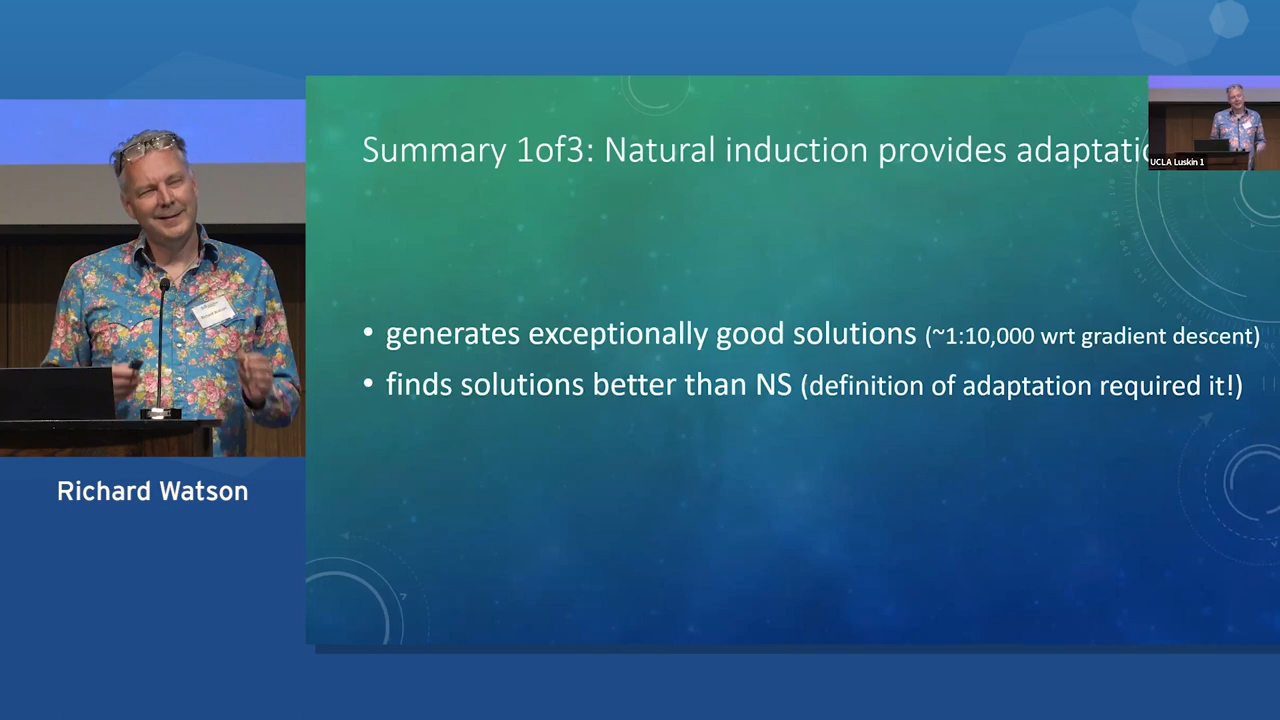 Summary 1of3: Natural induction provides adaptatio
UCLA Luskin 1
• generates exceptionally good solutions (~1:10,000 wrt gradient descent)
• finds solutions better than NS (definition of adaptation required it!)
Richard Watson